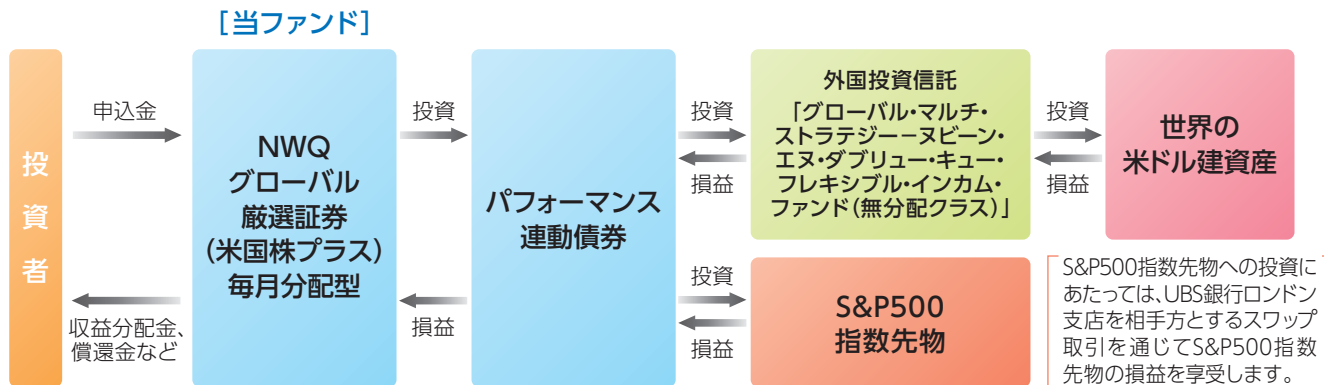 [当ファンド]
投資者
申込金
収益分配金、
償還金など
NWQ
グローバル
厳選証券
(米国株プラス)
毎月分配型
投資
損益
パフォーマンス
連動債券
投資
損益
外国投資信託
「グローバル・マルチ・
ストラテジー−ヌビーン・
エヌ・ダブリュー・キュー・
フレキシブル・インカム・
ファンド(無分配クラス)」
投資
損益
世界の
米ドル建資産
投資
損益
S&P500
指数先物
S&P500指数先物への投資に
あたっては、UBS銀行ロンドン
支店を相手方とするスワップ
取引を通じてS&P500指数
先物の損益を享受します。